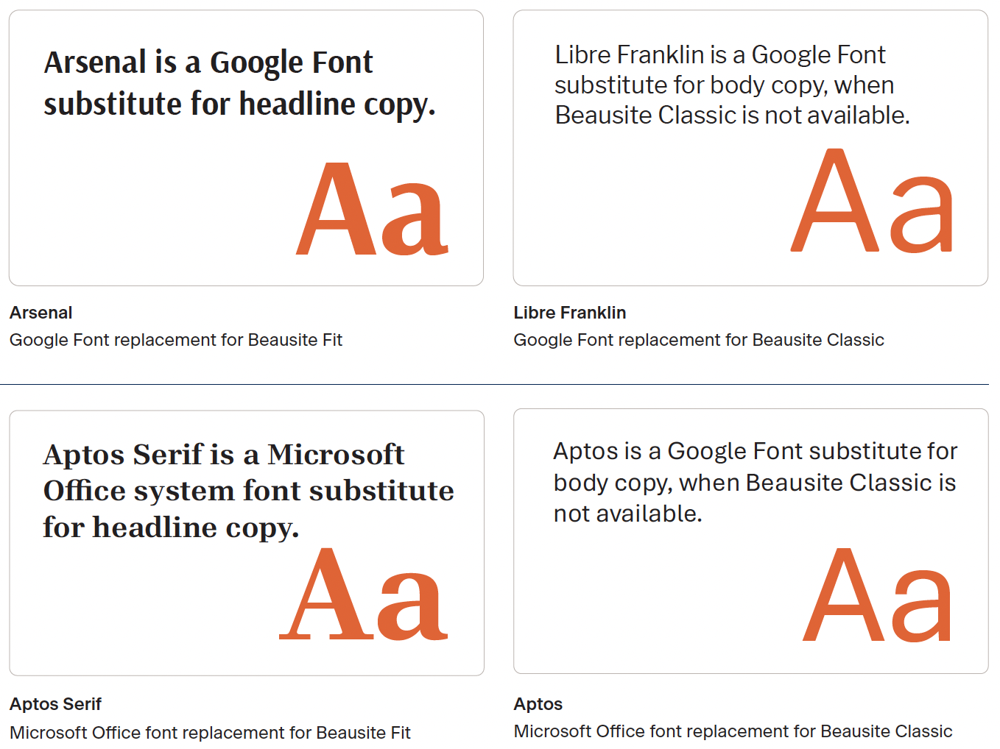 Arsenal is a Google Font
substitute for headline copy.
Aa
Arsenal
Google Font replacement for Beausite Fit
Libre Franklin is a Google Font
substitute for body copy, when
Beausite Classic is not available.
Aa
Libre Franklin
Google Font replacement for Beausite Classic
Aptos Serif is a Microsoft
Office system font substitute
for headline copy.
Aa
Aptos Serif
Microsoft Office font replacement for Beausite Fit
Aptos is a Google Font substitute for
body copy, when Beausite Classic is
not available.
Aa
Aptos
Microsoft Office font replacement for Beausite Classic